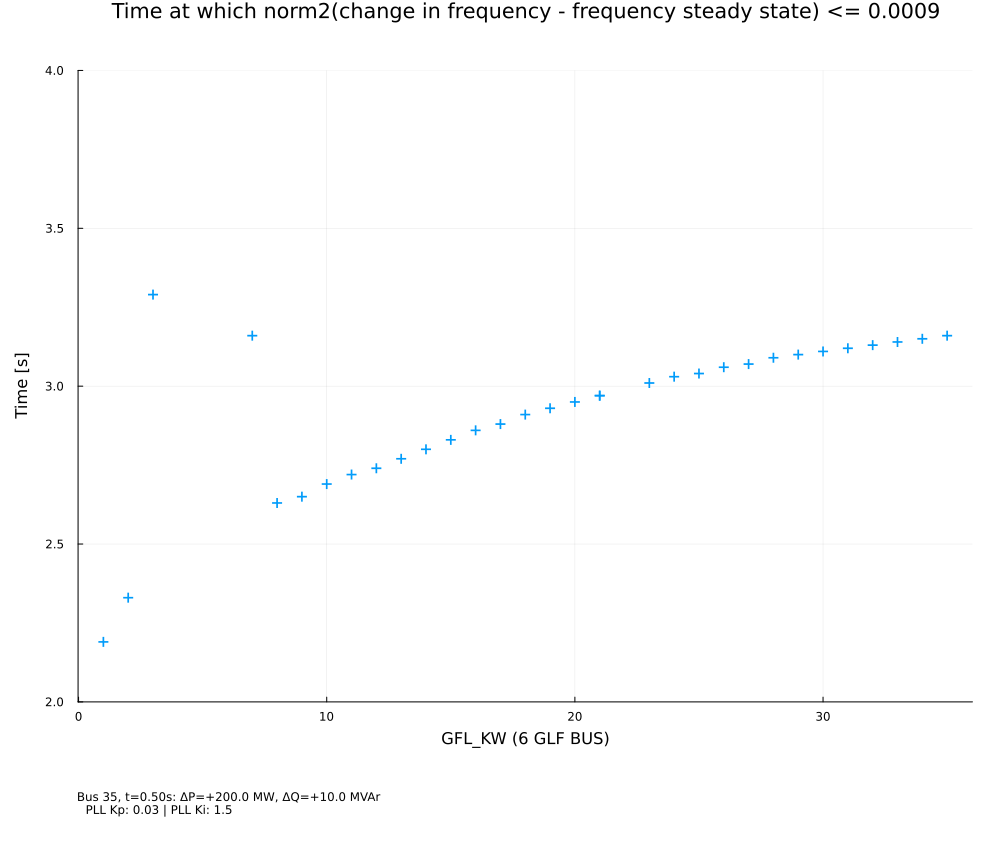 Time at which norm2(change in frequency - frequency steady state) <= 0.0009
4.0
3.5
3.0
2.5
2.0
Time [s]
0 10 20 30
GFL_KW (6 GLF BUS)
Bus 35, t=0.50s: ΔP=+200.0 MW, ΔQ=+10.0 MVAr
PLL Kp: 0.03 | PLL Ki: 1.5